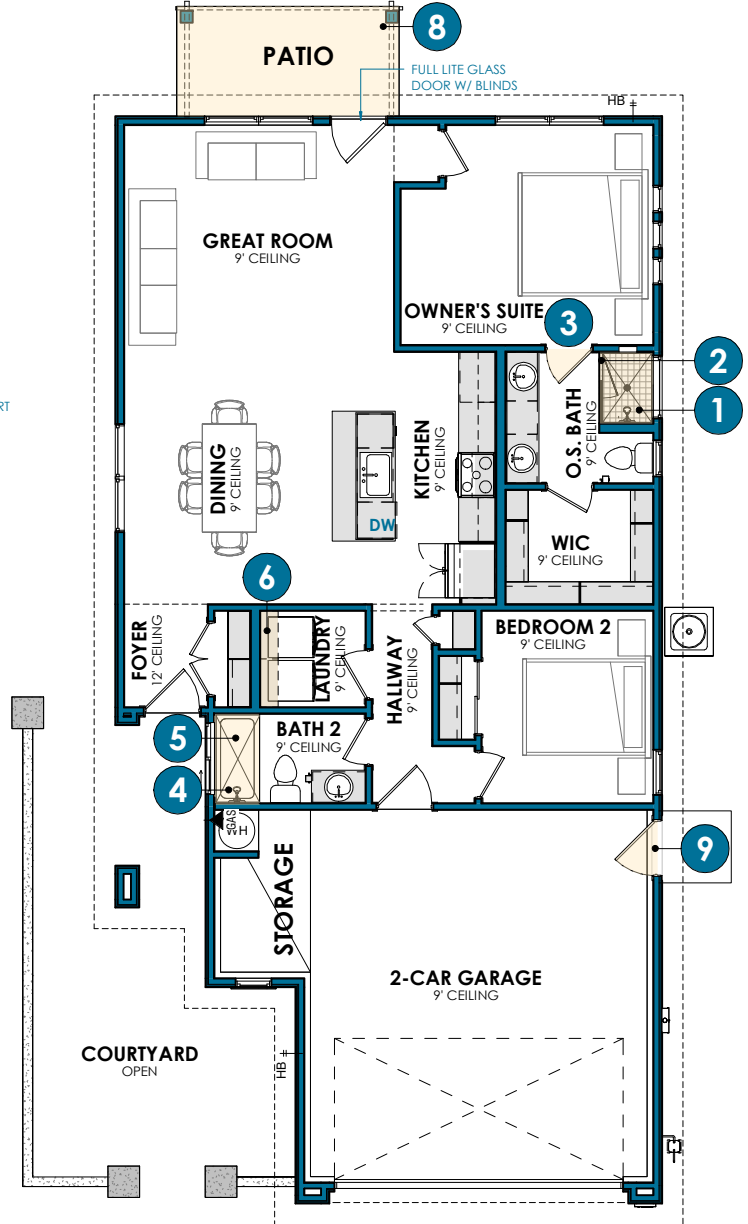 8
PATIO
FULL LITE GLASS
DOOR W/ BLINDS
HB
GREAT ROOM
9' CEILING
OWNER'S SUITE
9' CEILING
3
2
1
RT
DINING
9' CEILING
KITCHEN
9' CEILING
O.S. BATH
9' CEILING
DW
WIC
9' CEILING
6
FOYER
12' CEILING
LAUNDRY
9' CEILING
HALLWAY
9' CEILING
BEDROOM 2
9' CEILING
5
BATH 2
9' CEILING
4
GAS
WH
9
STORAGE
2-CAR GARAGE
9' CEILING
COURTYARD
OPEN
HB